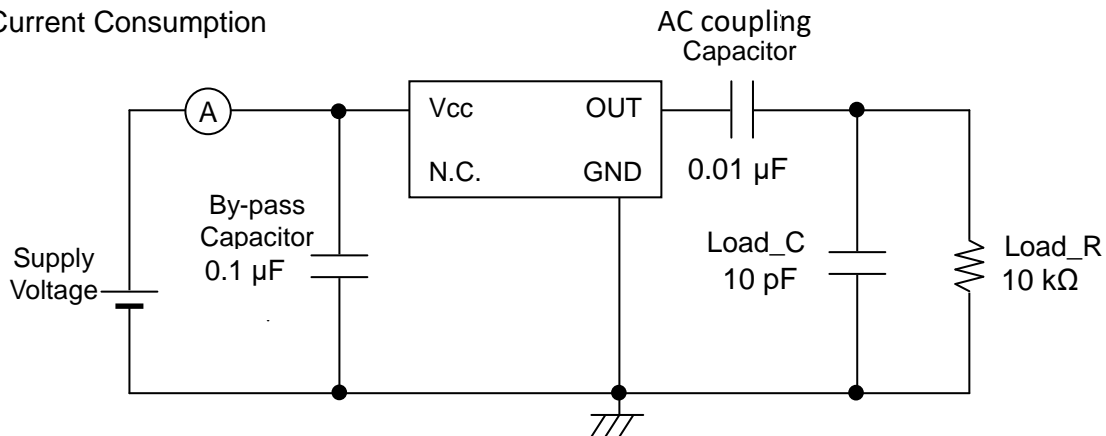 Current Consumption
AC coupling
Capacitor
A
Vcc
OUT
N.C.
GND
0.01 µF
By-pass
Capacitor
0.1 µF
Supply
Voltage
Load_C
10 pF
Load_R
10 kΩ